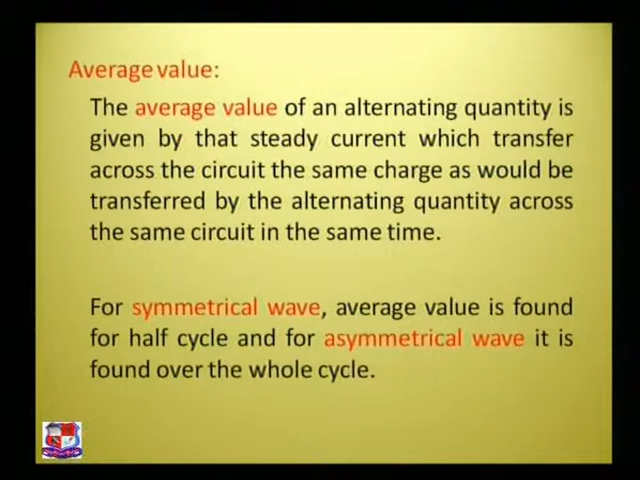 Average value:
The average value of an alternating quantity is
given by that steady current which transfer
across the circuit the same charge as would be
transferred by the alternating quantity across
the same circuit in the same time.
For symmetrical wave, average value is found
for half cycle and for asymmetrical wave it is
found over the whole cycle.